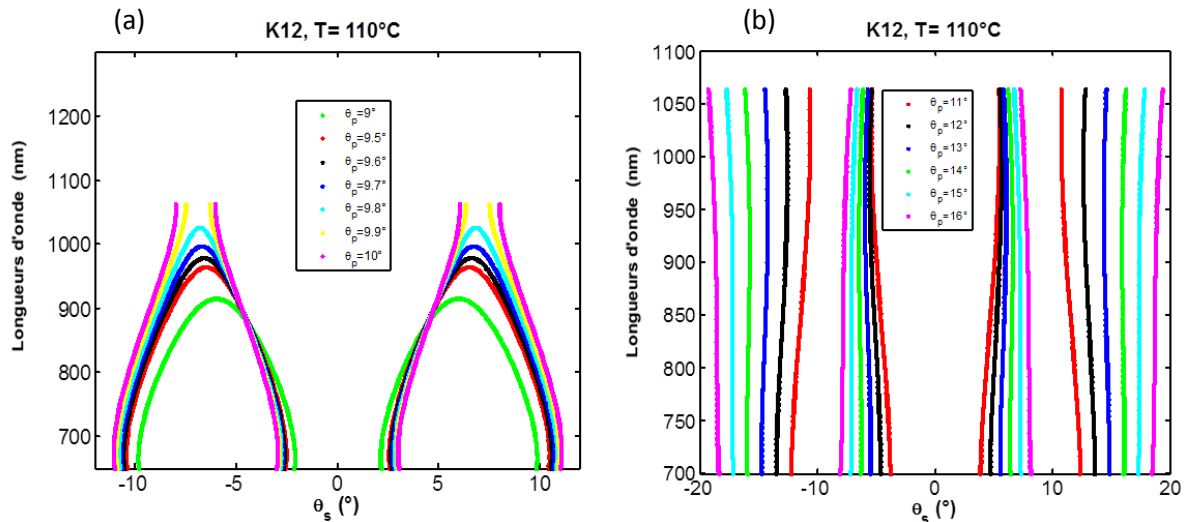 (a)
K12, T= 110°C
Longueurs d'onde (nm)
1200
1100
1000
900
800
700
-10
-5
0
5
10
θs (°)
θp=9°
θp=9.5°
θp=9.6°
θp=9.7°
θp=9.8°
θp=9.9°
θp=10°
(b)
K12, T= 110°C
Longueurs d'onde (nm)
1100
1050
1000
950
900
850
800
750
700
-20
-10
0
10
20
θs (°)
θp=11°
θp=12°
θp=13°
θp=14°
θp=15°
θp=16°